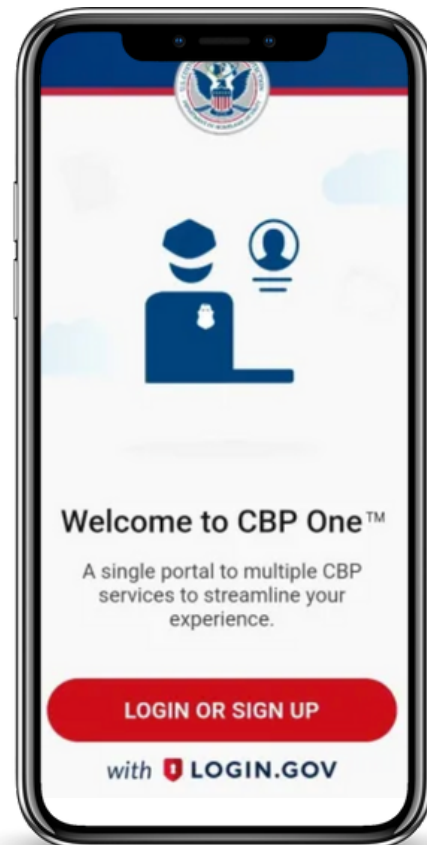 Welcome to CBP One™
A single portal to multiple CBP
services to streamline your
experience.
LOGIN OR SIGN UP
with LOGIN.GOV